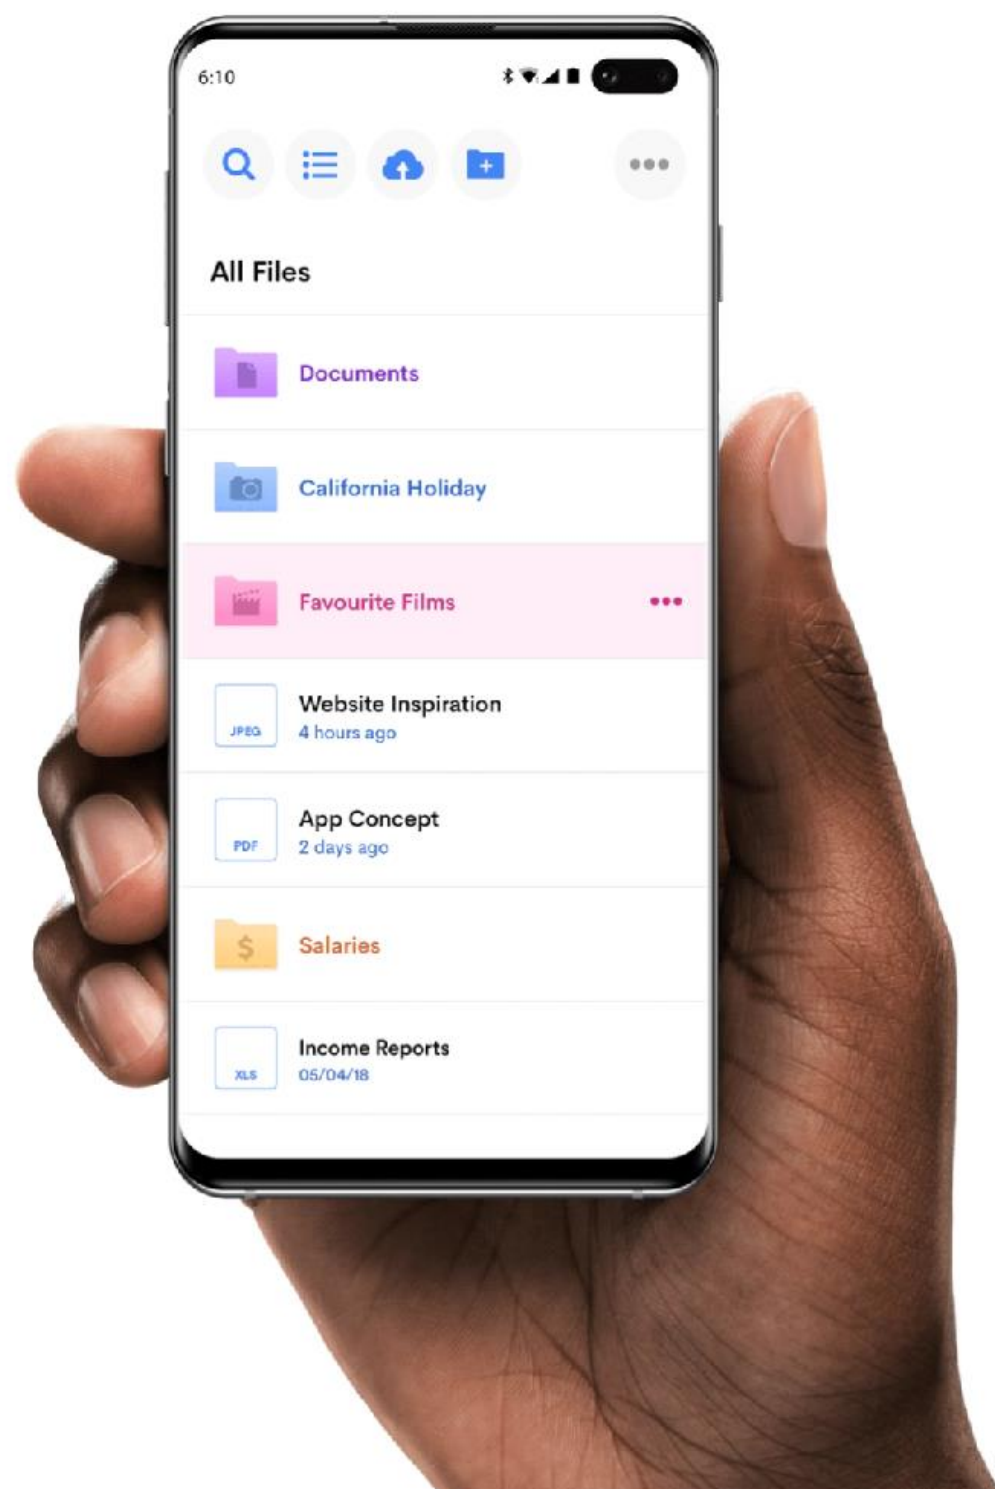 6:10
All Files
Documents
California Holiday
Favourite Films
JPEG
Website Inspiration
4 hours ago
PDF
App Concept
2 days ago
$
Salaries
XLS
Income Reports
05/04/18